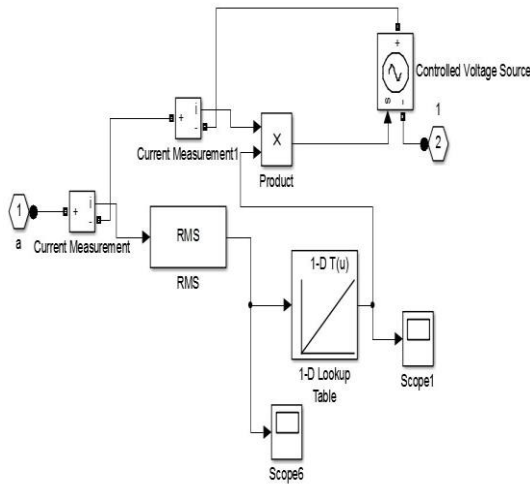 +
s
-
Controlled Voltage Source
1
2
+
i
-
Current Measurement1
X
Product
1
a
+
i
-
Current Measurement
RMS
RMS
1-D T(u)
1-D Lookup
Table
Scope1
Scope6